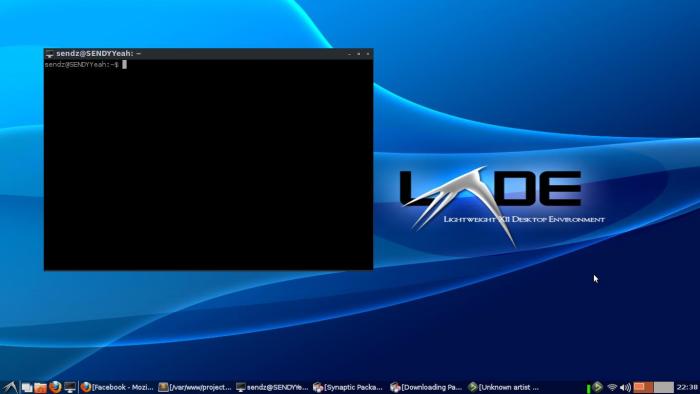 sendz@SENDYYeah: ~
sendz@SENDYYeah:~$
LXDE
LIGHTWEIGHT X11 DESKTOP ENVIRONMENT
[Facebook - Mozi... [/var/www/project... sendz@SENDYYe... [Synaptic Packa... [Downloading Pa... [Unknown artist ... 22:38